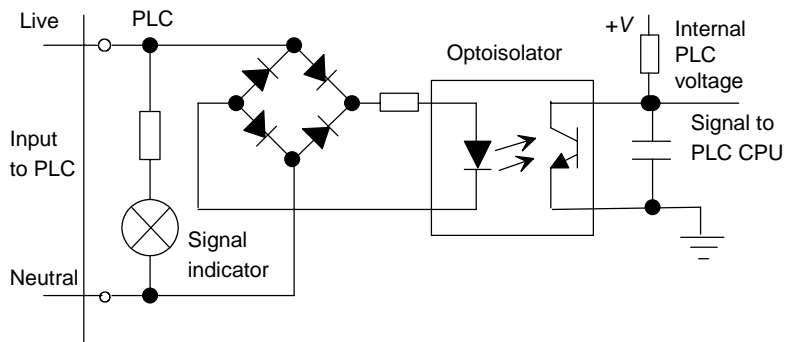 Live
PLC
Input
to PLC
Signal
indicator
Neutral
Optoisolator
+V
Internal
PLC
voltage
Signal to
PLC CPU